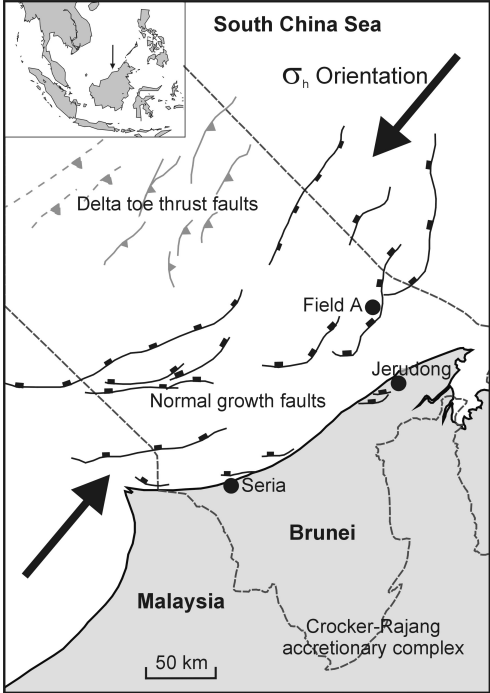 South China Sea
σh Orientation
Delta toe thrust faults
Field A
Jerudong
Normal growth faults
Seria
Brunei
Malaysia
Crocker-Rajang
accretionary complex
50 km